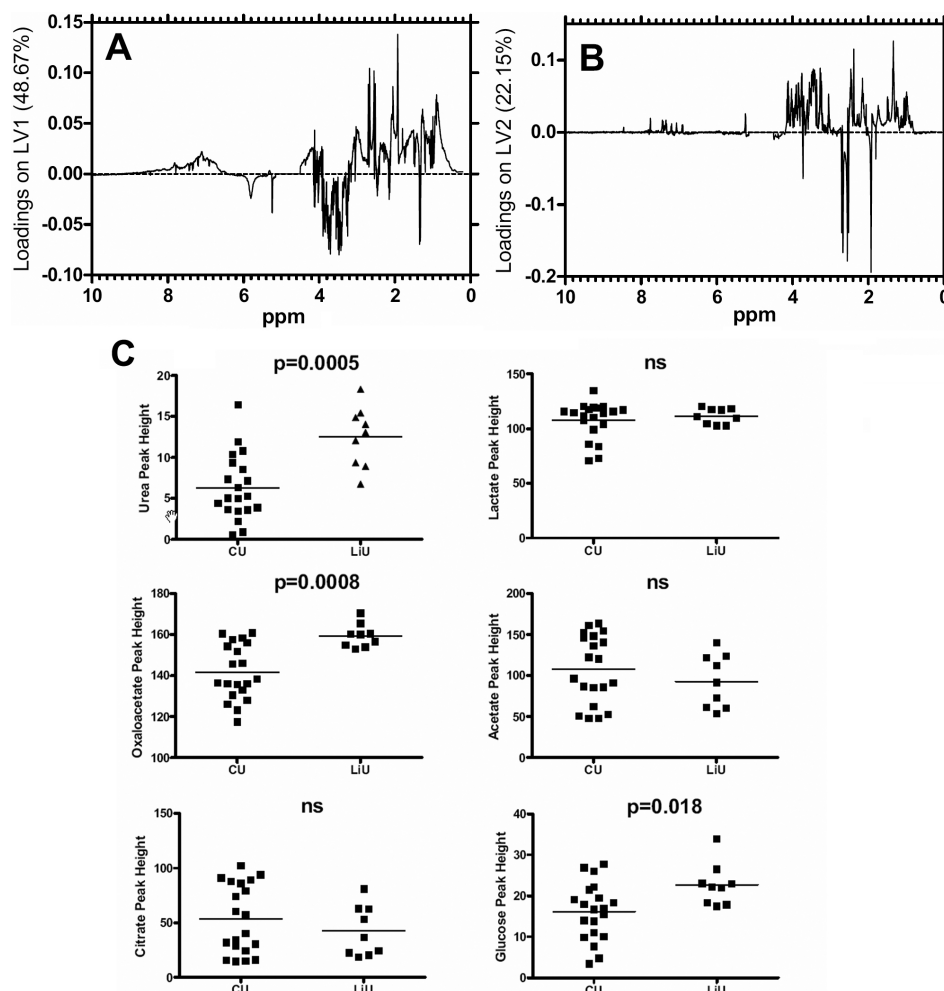 A
B
Loadings on LV1 (48.67%)
0.15
0.10
0.05
0.00
-0.05
-0.10
10 8 6 4 2 0
ppm
Loadings on LV2 (22.15%)
0.1
0.0
-0.1
-0.2
10 8 6 4 2 0
ppm
C
p=0.0005
Urea Peak Height
20
15
10
5
0
CU LiU
ns
Lactate Peak Height
150
100
50
0
CU LiU
p=0.0008
Oxaloacetate Peak Height
180
160
140
120
100
CU LiU
ns
Acetate Peak Height
200
150
100
50
0
CU LiU
ns
Citrate Peak Height
150
100
50
0
CU LiU
p=0.018
Glucose Peak Height
40
30
20
10
0
CU LiU